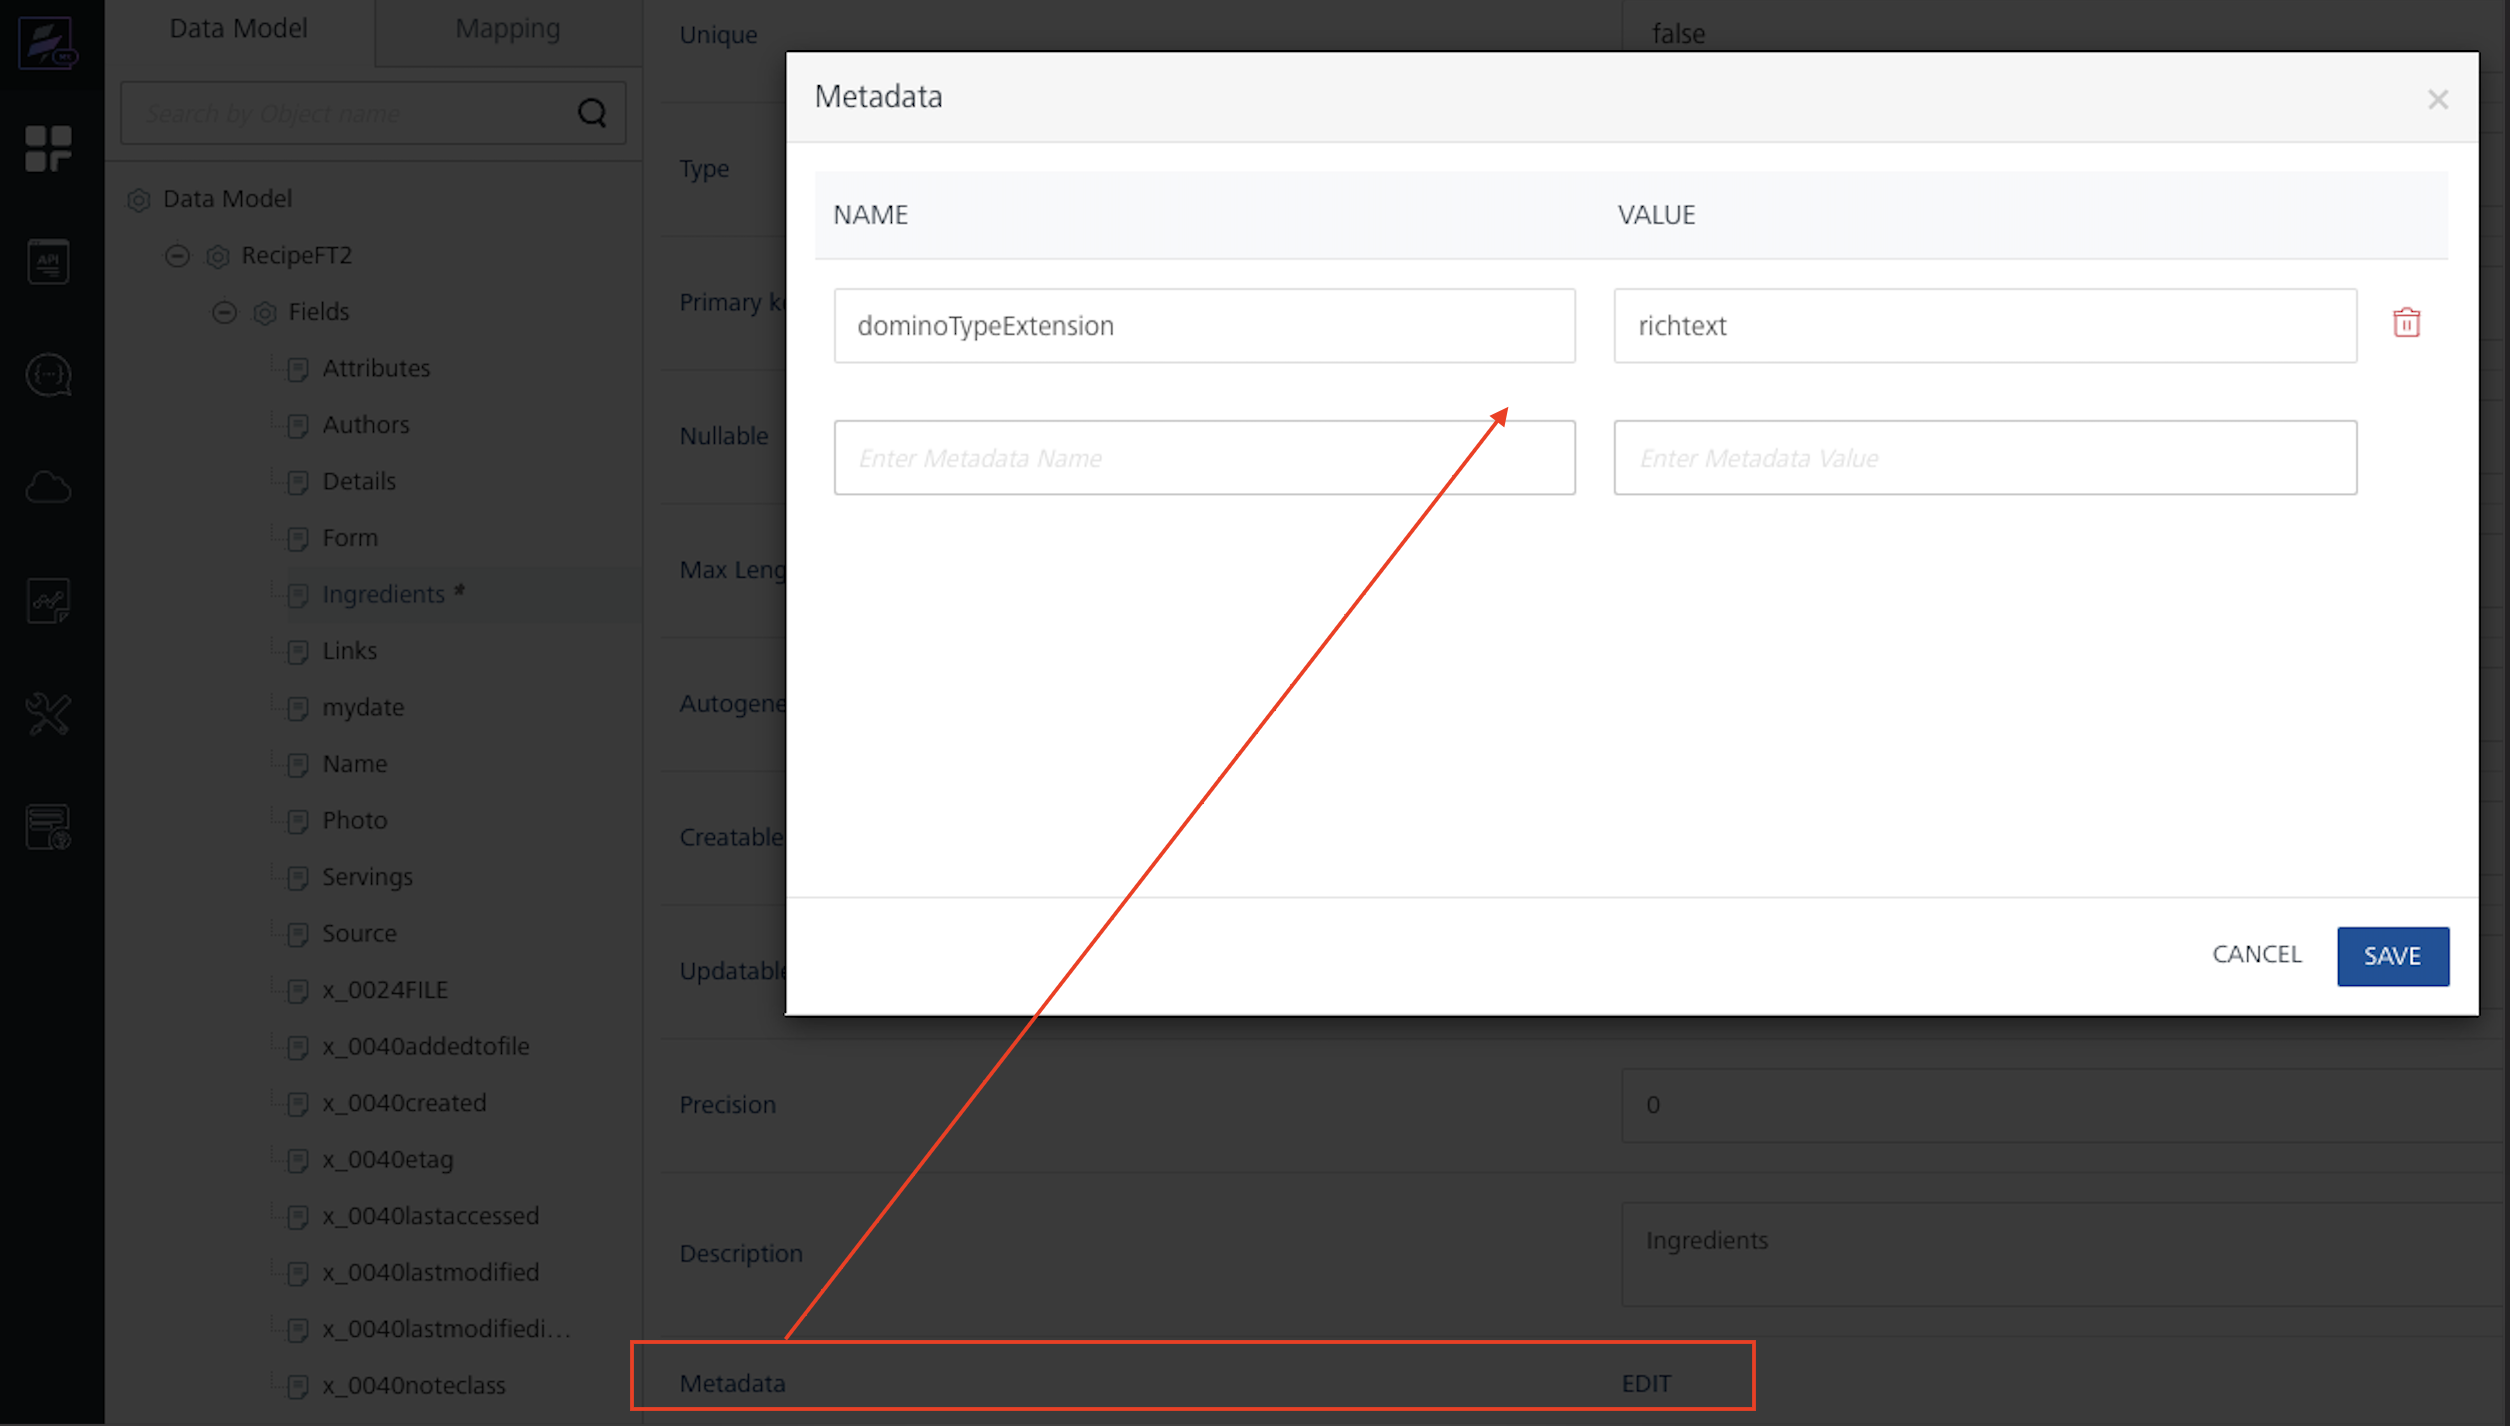 Data Model
Mapping
Search by Object name
Data Model
RecipeFT2
Fields
Attributes
Authors
Details
Form
Ingredients *
Links
mydate
Name
Photo
Servings
Source
x_0024FILE
x_0040addedtofile
x_0040created
x_0040etag
x_0040lastaccessed
x_0040lastmodified
x_0040lastmodifiedi...
x_0040noteclass
API
Unique
false
Type
Primary k
Nullable
Max Leng
Autogene
Creatable
Updatable
Precision
0
Description
Ingredients
Metadata
EDIT
Metadata
NAME
VALUE
dominoTypeExtension
richtext
Enter Metadata Name
Enter Metadata Value
CANCEL
SAVE